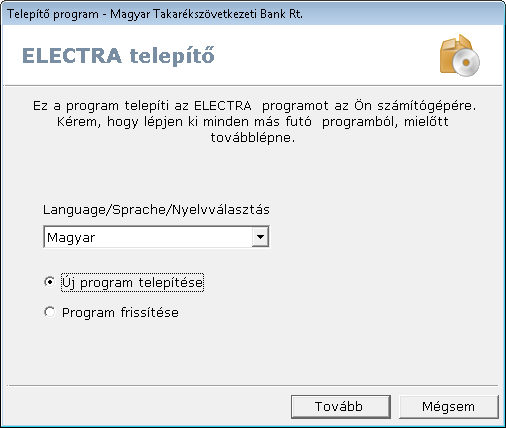 Telepítő program - Magyar Takarékszövetkezeti Bank Rt.
ELECTRA telepítő
Ez a program telepíti az ELECTRA programot az Ön számítógépére.
Kérem, hogy lépjen ki minden más futó programból, mielőtt
továbblépne.
Language/Sprache/Nyelvválasztás
Magyar
Új program telepítése
Program frissítése
Tovább
Mégsem